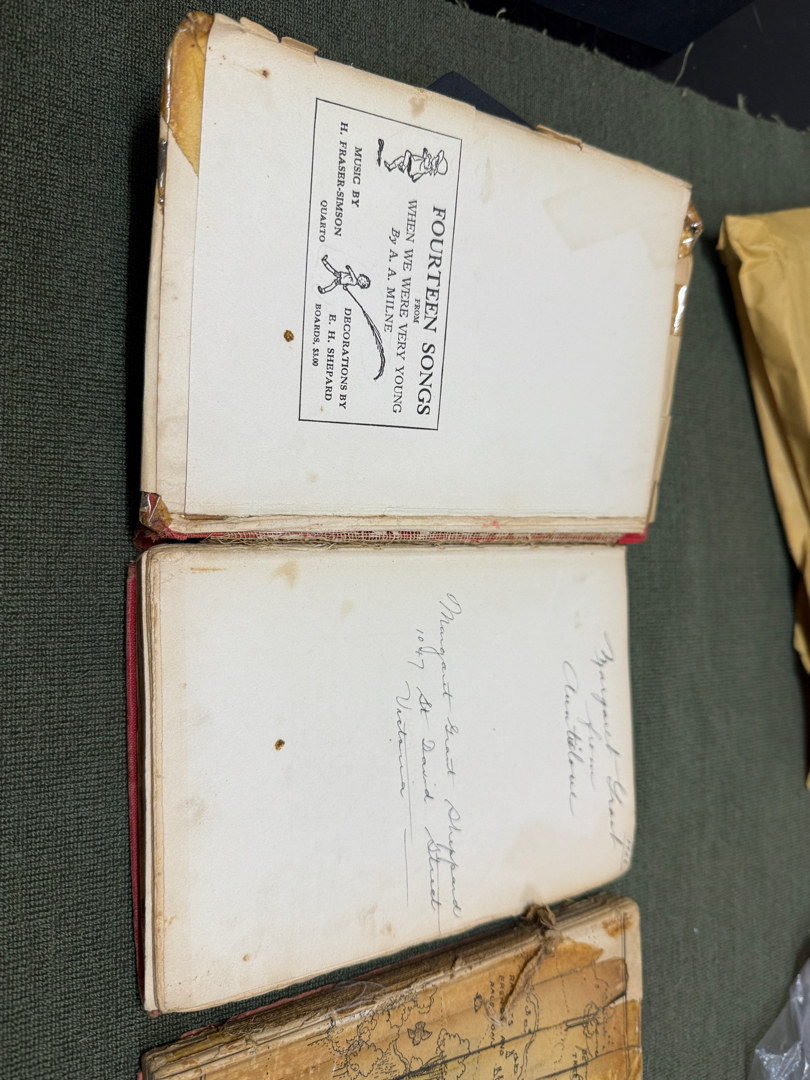 FOURTEEN SONGS
FROM
WHEN WE WERE VERY YOUNG
By A. A. MILNE
MUSIC BY
H. FRASER-SIMSON
DECORATIONS BY
E. H. SHEPARD
QUARTO
BOARDS, $3.00
Margaret Grant
from
Margaret Grant Sheppard
1047 St David Street
Victoria